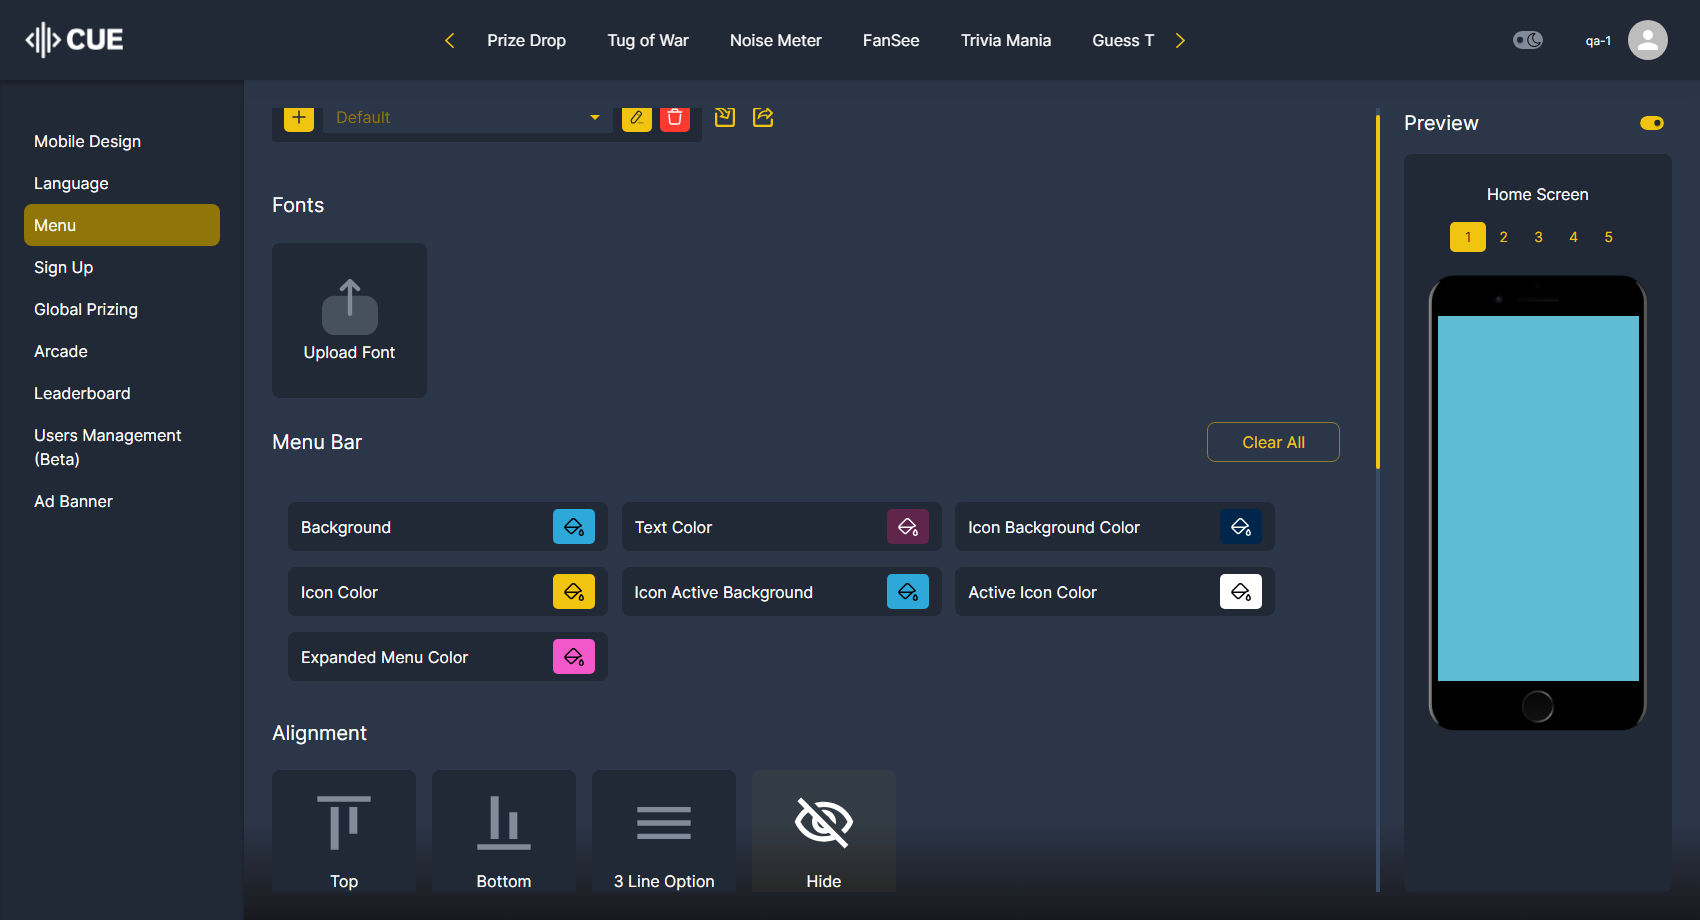 CUE
Prize Drop
Tug of War
Noise Meter
FanSee
Trivia Mania
Guess T
qa-1
Mobile Design
Language
Menu
Sign Up
Global Prizing
Arcade
Leaderboard
Users Management
(Beta)
Ad Banner
Default
Fonts
Upload Font
Menu Bar
Clear All
Background
Text Color
Icon Background Color
Icon Color
Icon Active Background
Active Icon Color
Expanded Menu Color
Alignment
Top
Bottom
3 Line Option
Hide
Preview
Home Screen
1 2 3 4 5